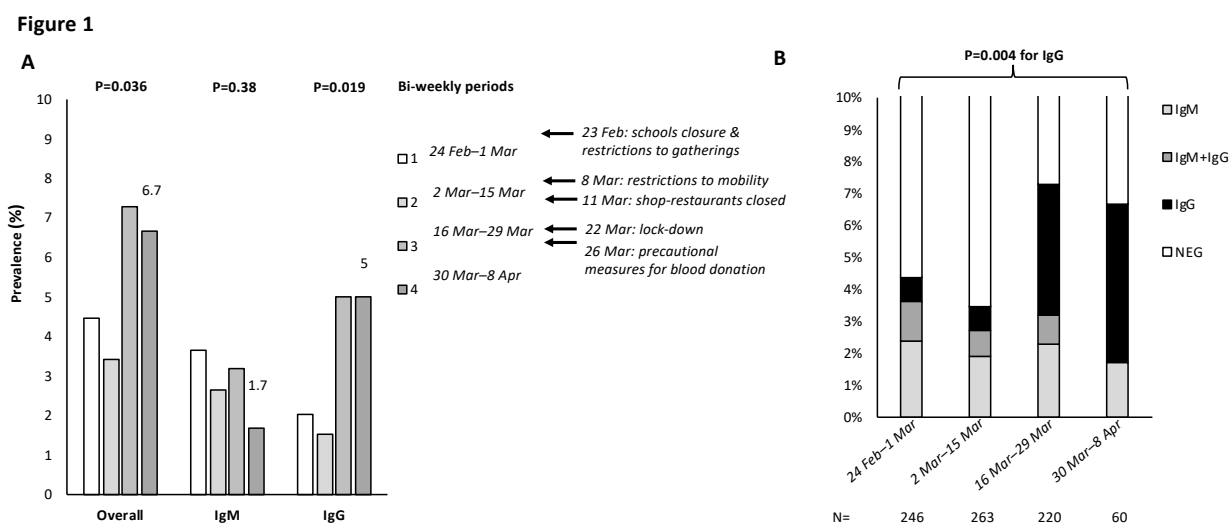 Figure 1
A
P=0.036
P=0.38
P=0.019
Bi-weekly periods
10
9
8
7
6
5
4
3
2
1
0
Prevalence (%)
6.7
1.7
5
Overall
IgM
IgG
1
24 Feb–1 Mar
2
2 Mar–15 Mar
3
16 Mar–29 Mar
4
30 Mar–8 Apr
23 Feb: schools closure &
restrictions to gatherings
8 Mar: restrictions to mobility
11 Mar: shop-restaurants closed
22 Mar: lock-down
26 Mar: precautional
measures for blood donation
B
P=0.004 for IgG
10%
9%
8%
7%
6%
5%
4%
3%
2%
1%
0%
24 Feb–1 Mar
2 Mar–15 Mar
16 Mar–29 Mar
30 Mar–8 Apr
N= 246 263 220 60
IgM
IgM+IgG
IgG
NEG